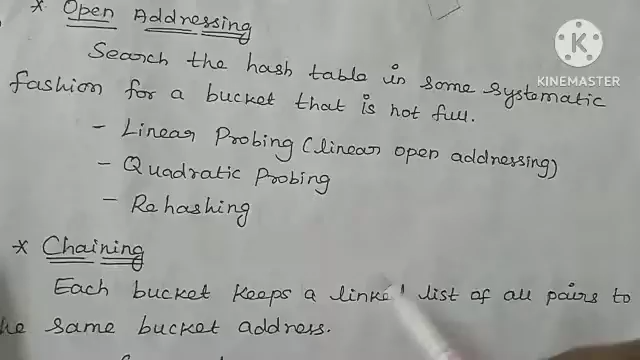 * Open Addressing
Search the hash table in some systematic
fashion for a bucket that is not full.
- Linear Probing (linear open addressing)
- Quadratic Probing
- Rehashing
* Chaining
Each bucket keeps a linked list of all pairs to
he same bucket address.
K
KINEMASTER